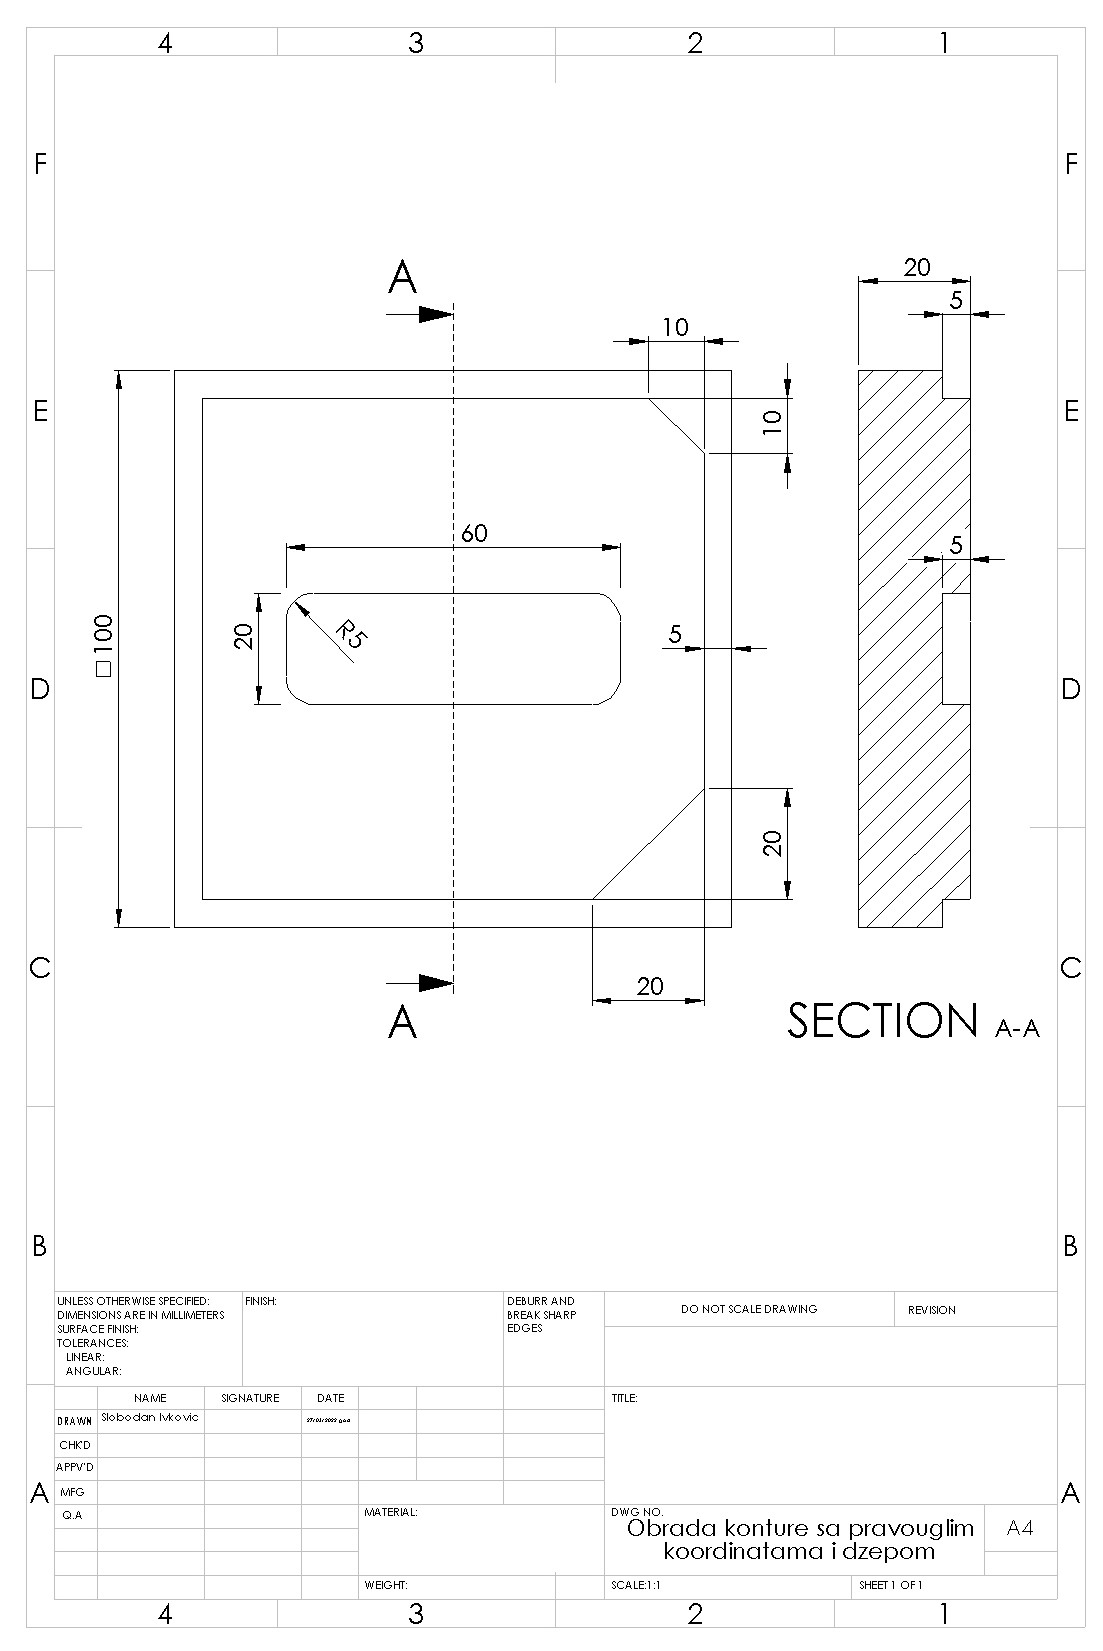 4 3 2 1
F F
A
20
5
10
E E
10
60
5
20
R5
□100
5
D D
20
C C
20
A
SECTION A-A
B B
UNLESS OTHERWISE SPECIFIED:
DIMENSIONS ARE IN MILLIMETERS
SURFACE FINISH:
TOLERANCES:
LINEAR:
ANGULAR:
FINISH:
DEBURR AND
BREAK SHARP
EDGES
DO NOT SCALE DRAWING
REVISION
NAME SIGNATURE DATE
TITLE:
DRAWN Slobodan Ivkovic
CHK'D
APPV'D
MFG
A A
Q.A
MATERIAL:
DWG NO.
Obrada konture sa pravouglim
koordinatama i dzepom
A4
WEIGHT:
SCALE:1:1
SHEET 1 OF 1
4 3 2 1